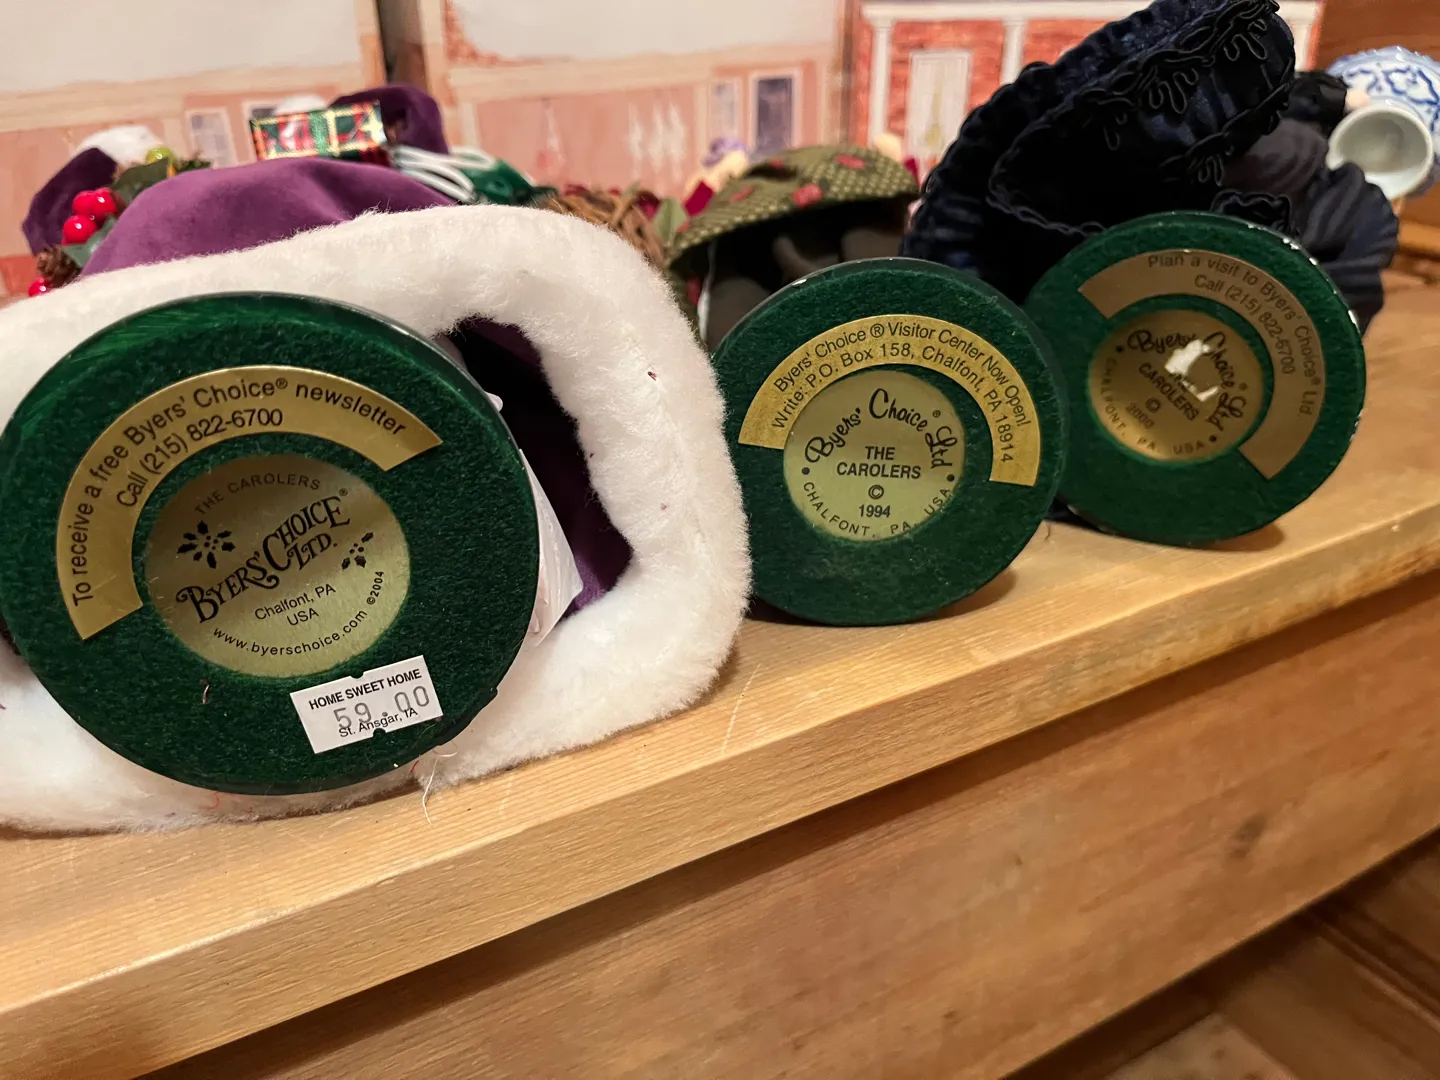 To receive a free Byers' Choice® newsletter
Call (215) 822-6700
THE CAROLERS
BYERS' CHOICE®
LTD.
Chalfont, PA
USA
www.byerschoice.com ©2004
HOME SWEET HOME
59.00
St. Ansgar, IA
Byers' Choice ® Visitor Center Now Open!
Write: P.O. Box 158, Chalfont, PA 18914
Byers' Choice® Ltd
THE
CAROLERS
©
1994
CHALFONT, PA, USA
Plan a visit to Byers' Choice® Ltd
Call (215) 822-6700
Byers' Choice® Ltd
CAROLERS
©
2000
CHALFONT, PA, USA